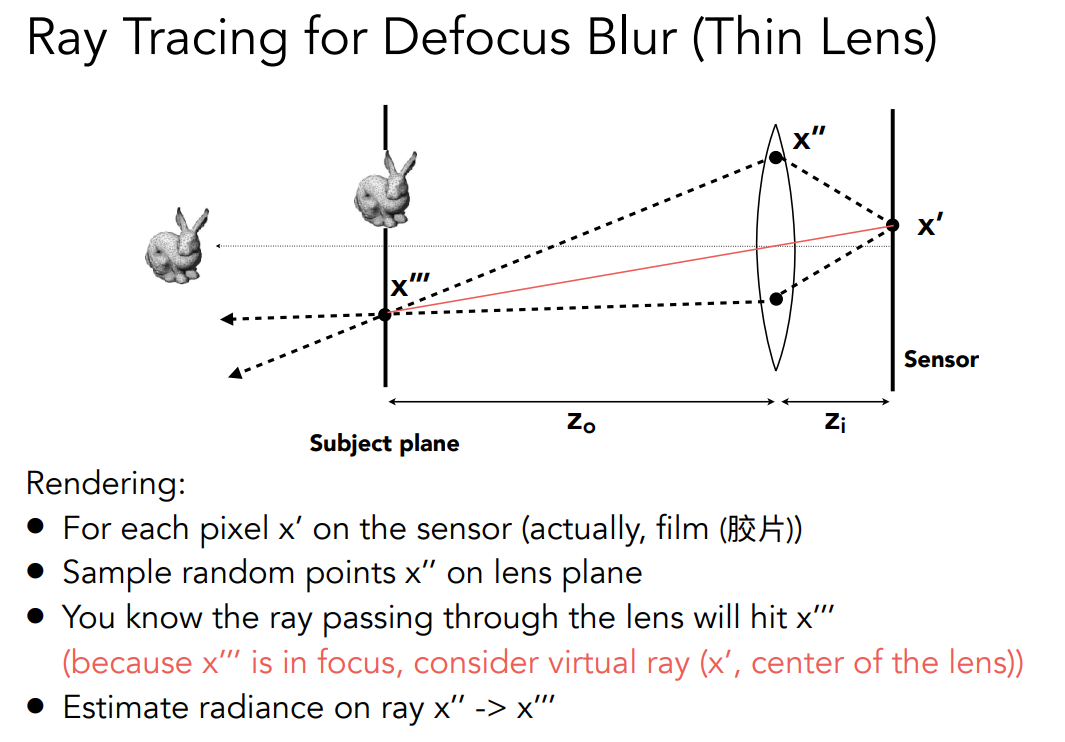 Ray Tracing for Defocus Blur (Thin Lens)
x″
x′
x‴
Sensor
zo
zi
Subject plane
Rendering:
● For each pixel x′ on the sensor (actually, film (胶片))
● Sample random points x″ on lens plane
● You know the ray passing through the lens will hit x‴
(because x‴ is in focus, consider virtual ray (x′, center of the lens))
● Estimate radiance on ray x″ -> x‴